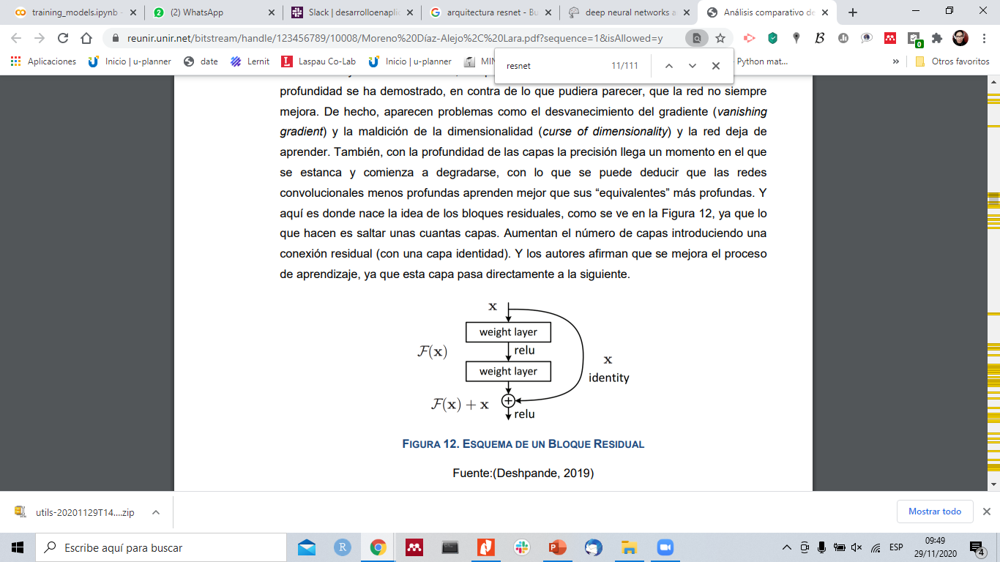 training_models.ipynb -
(2) WhatsApp
Slack | desarrolloenaplic
arquitectura resnet - Bu
deep neural networks a
Análisis comparativo de
reunir.unir.net/bitstream/handle/123456789/10008/Moreno%20Díaz-Alejo%2C%20Lara.pdf?sequence=1&isAllowed=y
Aplicaciones
Inicio | u-planner
date
Lernit
Laspau Co-Lab
Inicio | u-planner
Python mat...
Otros favoritos
resnet
11/111
profundidad se ha demostrado, en contra de lo que pudiera parecer, que la red no siempre
mejora. De hecho, aparecen problemas como el desvanecimiento del gradiente (vanishing
gradient) y la maldición de la dimensionalidad (curse of dimensionality) y la red deja de
aprender. También, con la profundidad de las capas la precisión llega un momento en el que
se estanca y comienza a degradarse, con lo que se puede deducir que las redes
convolucionales menos profundas aprenden mejor que sus “equivalentes” más profundas. Y
aquí es donde nace la idea de los bloques residuales, como se ve en la Figura 12, ya que lo
que hacen es saltar unas cuantas capas. Aumentan el número de capas introduciendo una
conexión residual (con una capa identidad). Y los autores afirman que se mejora el proceso
de aprendizaje, ya que esta capa pasa directamente a la siguiente.
x
weight layer
F(x)
relu
weight layer
x
identity
F(x) + x
relu
FIGURA 12. ESQUEMA DE UN BLOQUE RESIDUAL
Fuente:(Deshpande, 2019)
utils-20201129T14....zip
Mostrar todo
Escribe aquí para buscar
ESP
09:49
29/11/2020
4